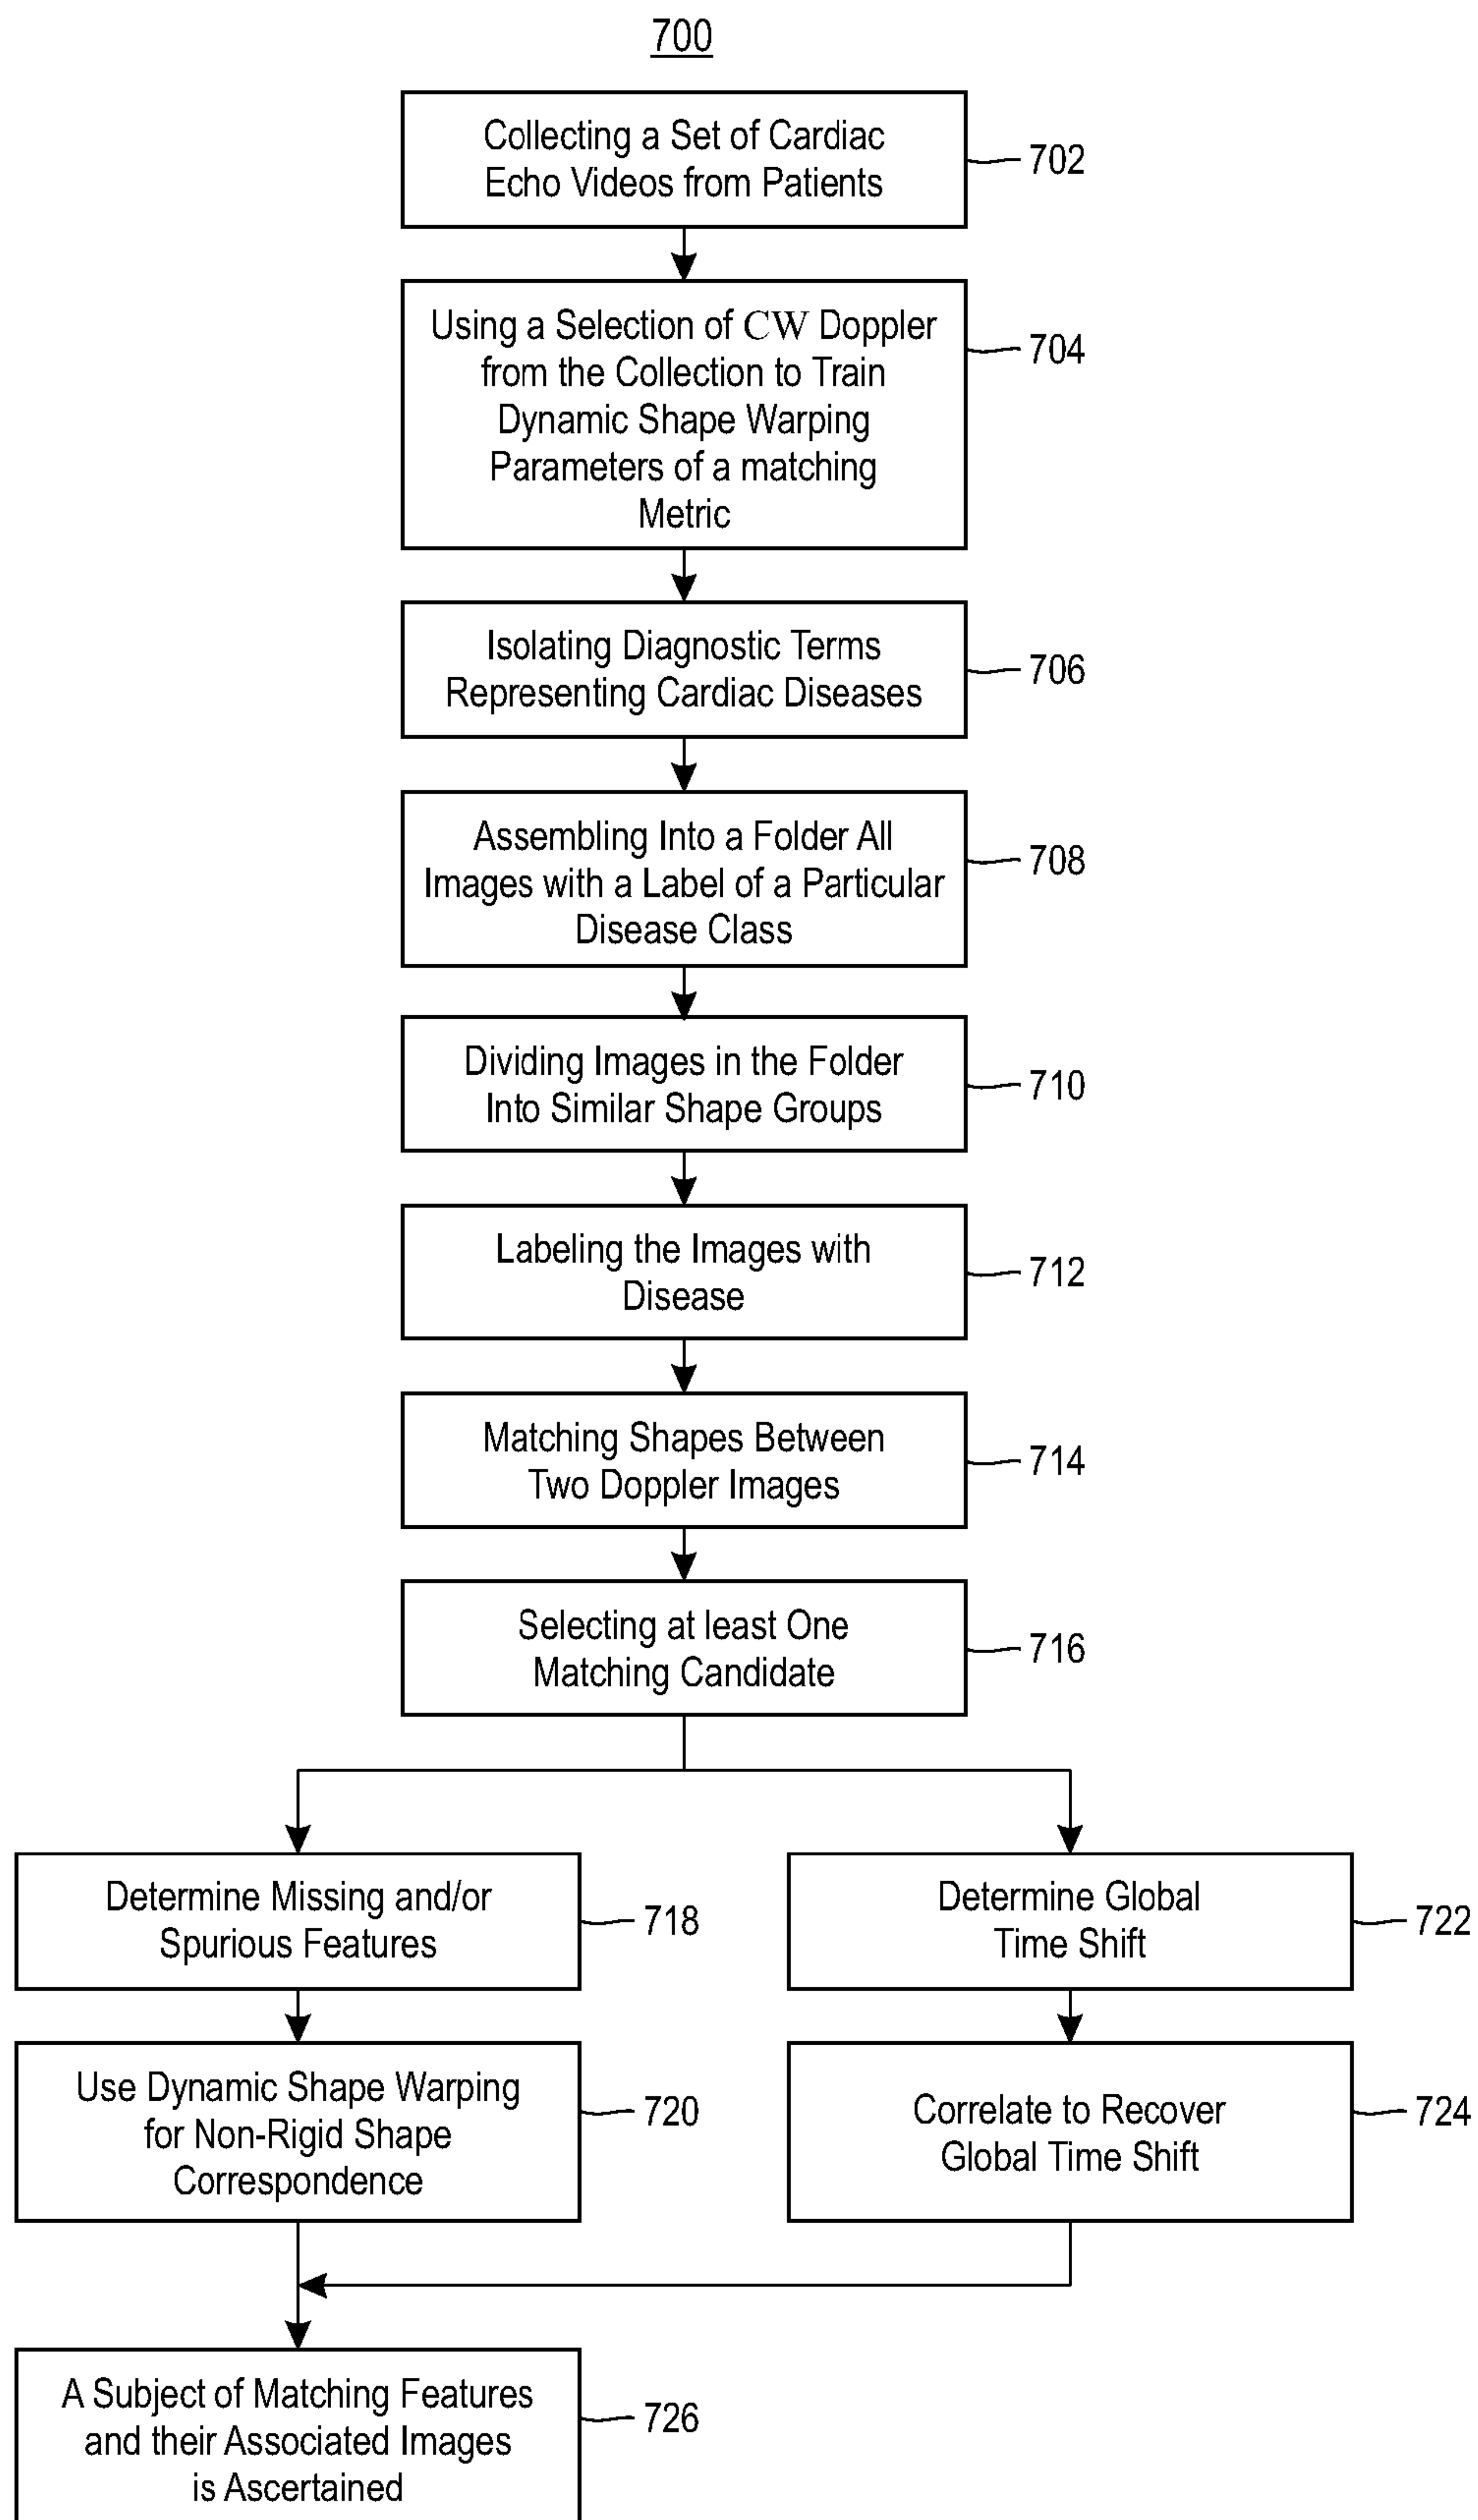 700
Collecting a Set of Cardiac
Echo Videos from Patients
702
Using a Selection of CW Doppler
from the Collection to Train
Dynamic Shape Warping
Parameters of a matching
Metric
704
Isolating Diagnostic Terms
Representing Cardiac Diseases
706
Assembling Into a Folder All
Images with a Label of a Particular
Disease Class
708
Dividing Images in the Folder
Into Similar Shape Groups
710
Labeling the Images with
Disease
712
Matching Shapes Between
Two Doppler Images
714
Selecting at least One
Matching Candidate
716
Determine Missing and/or
Spurious Features
718
Determine Global
Time Shift
722
Use Dynamic Shape Warping
for Non-Rigid Shape
Correspondence
720
Correlate to Recover
Global Time Shift
724
A Subject of Matching Features
and their Associated Images
is Ascertained
726